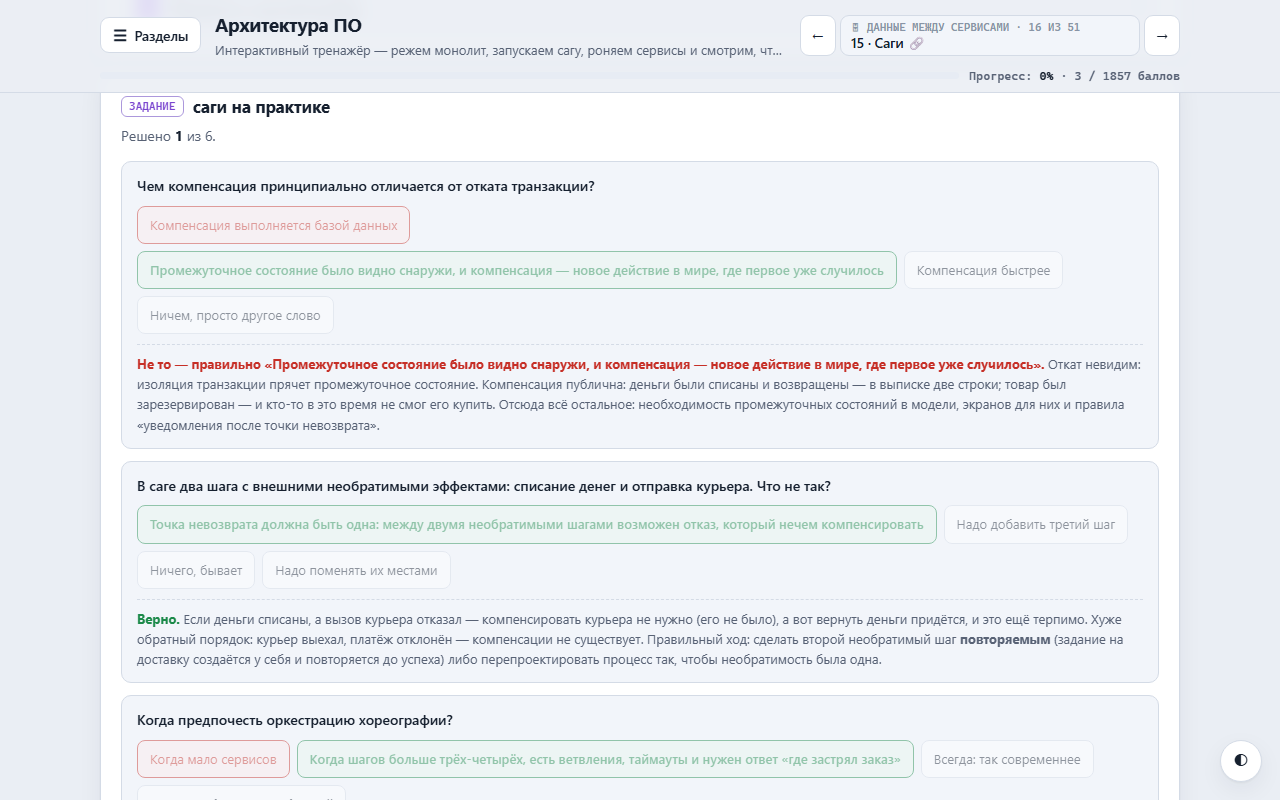 ☰ Разделы
Архитектура ПО
Интерактивный тренажёр — режем монолит, запускаем сагу, роняем сервисы и смотрим, чт…
←
ДАННЫЕ МЕЖДУ СЕРВИСАМИ · 16 ИЗ 51
15 · Саги
→
Прогресс: 0% · 3 / 1857 баллов
ЗАДАНИЕ саги на практике
Решено 1 из 6.
Чем компенсация принципиально отличается от отката транзакции?
Компенсация выполняется базой данных
Промежуточное состояние было видно снаружи, и компенсация — новое действие в мире, где первое уже случилось
Компенсация быстрее
Ничем, просто другое слово
Не то — правильно «Промежуточное состояние было видно снаружи, и компенсация — новое действие в мире, где первое уже случилось». Откат невидим:
изоляция транзакции прячет промежуточное состояние. Компенсация публична: деньги были списаны и возвращены — в выписке две строки; товар был
зарезервирован — и кто-то в это время не смог его купить. Отсюда всё остальное: необходимость промежуточных состояний в модели, экранов для них и правила
«уведомления после точки невозврата».
В саге два шага с внешними необратимыми эффектами: списание денег и отправка курьера. Что не так?
Точка невозврата должна быть одна: между двумя необратимыми шагами возможен отказ, который нечем компенсировать
Надо добавить третий шаг
Ничего, бывает
Надо поменять их местами
Верно. Если деньги списаны, а вызов курьера отказал — компенсировать курьера не нужно (его не было), а вот вернуть деньги придётся, и это ещё терпимо. Хуже
обратный порядок: курьер выехал, платёж отклонён — компенсации не существует. Правильный ход: сделать второй необратимый шаг повторяемым (задание на
доставку создаётся у себя и повторяется до успеха) либо перепроектировать процесс так, чтобы необратимость была одна.
Когда предпочесть оркестрацию хореографии?
Когда мало сервисов
Когда шагов больше трёх-четырёх, есть ветвления, таймауты и нужен ответ «где застрял заказ»
Всегда: так современнее